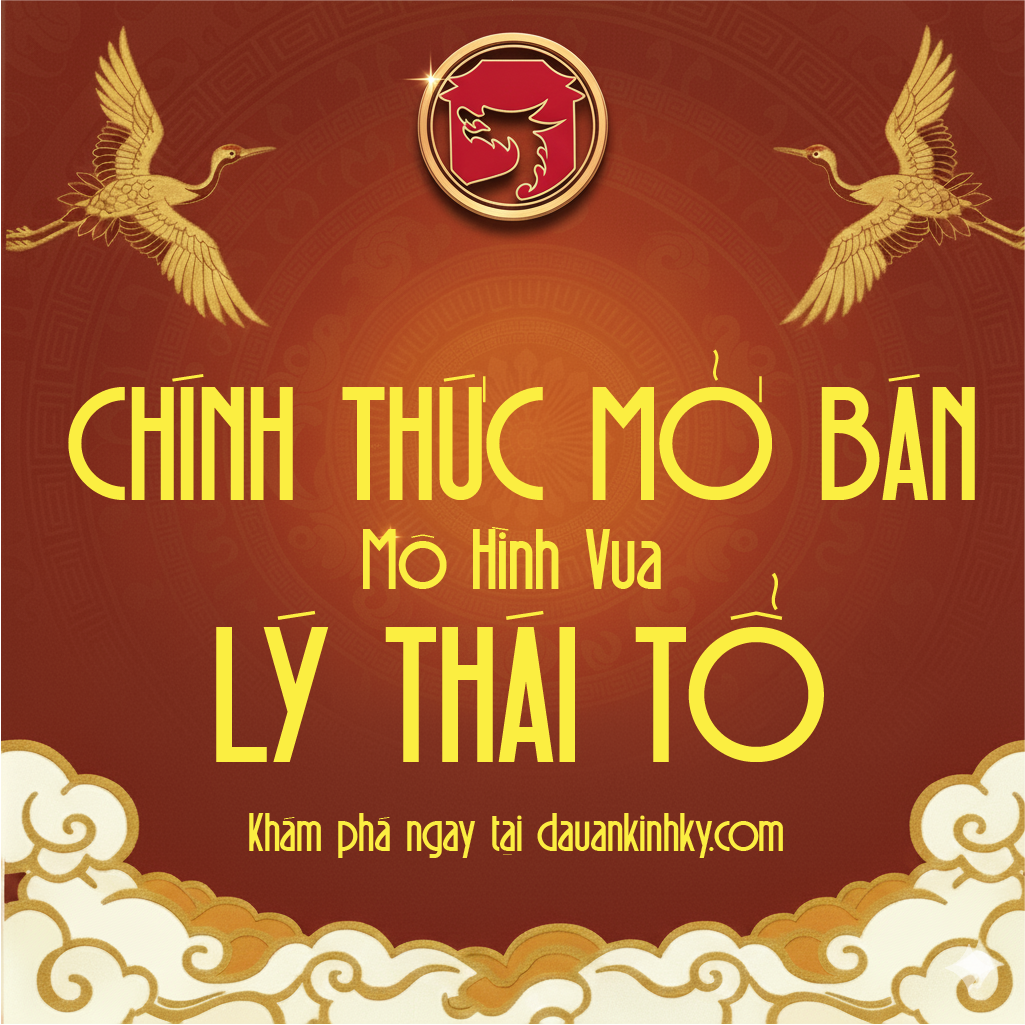 CHÍNH THỨC MỞ BÁN
Mô Hình Vua
LÝ THÁI TỔ
Khám phá ngay tại dauankinhky.com